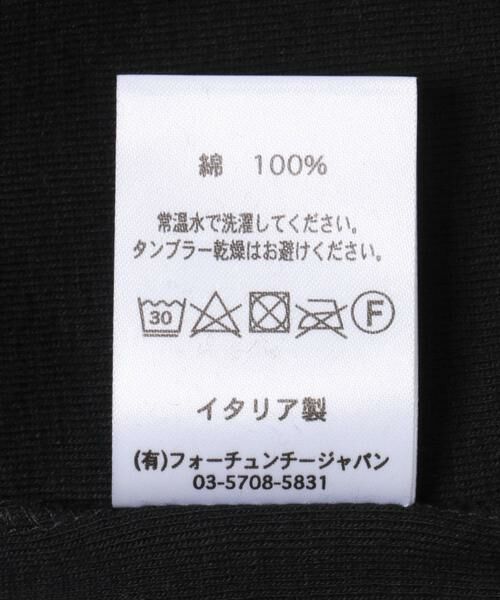 綿 100%
常温水で洗濯してください。
タンブラー乾燥はお避けください。
30 F
イタリア製
(有)フォーチュンチージャパン
03-5708-5831